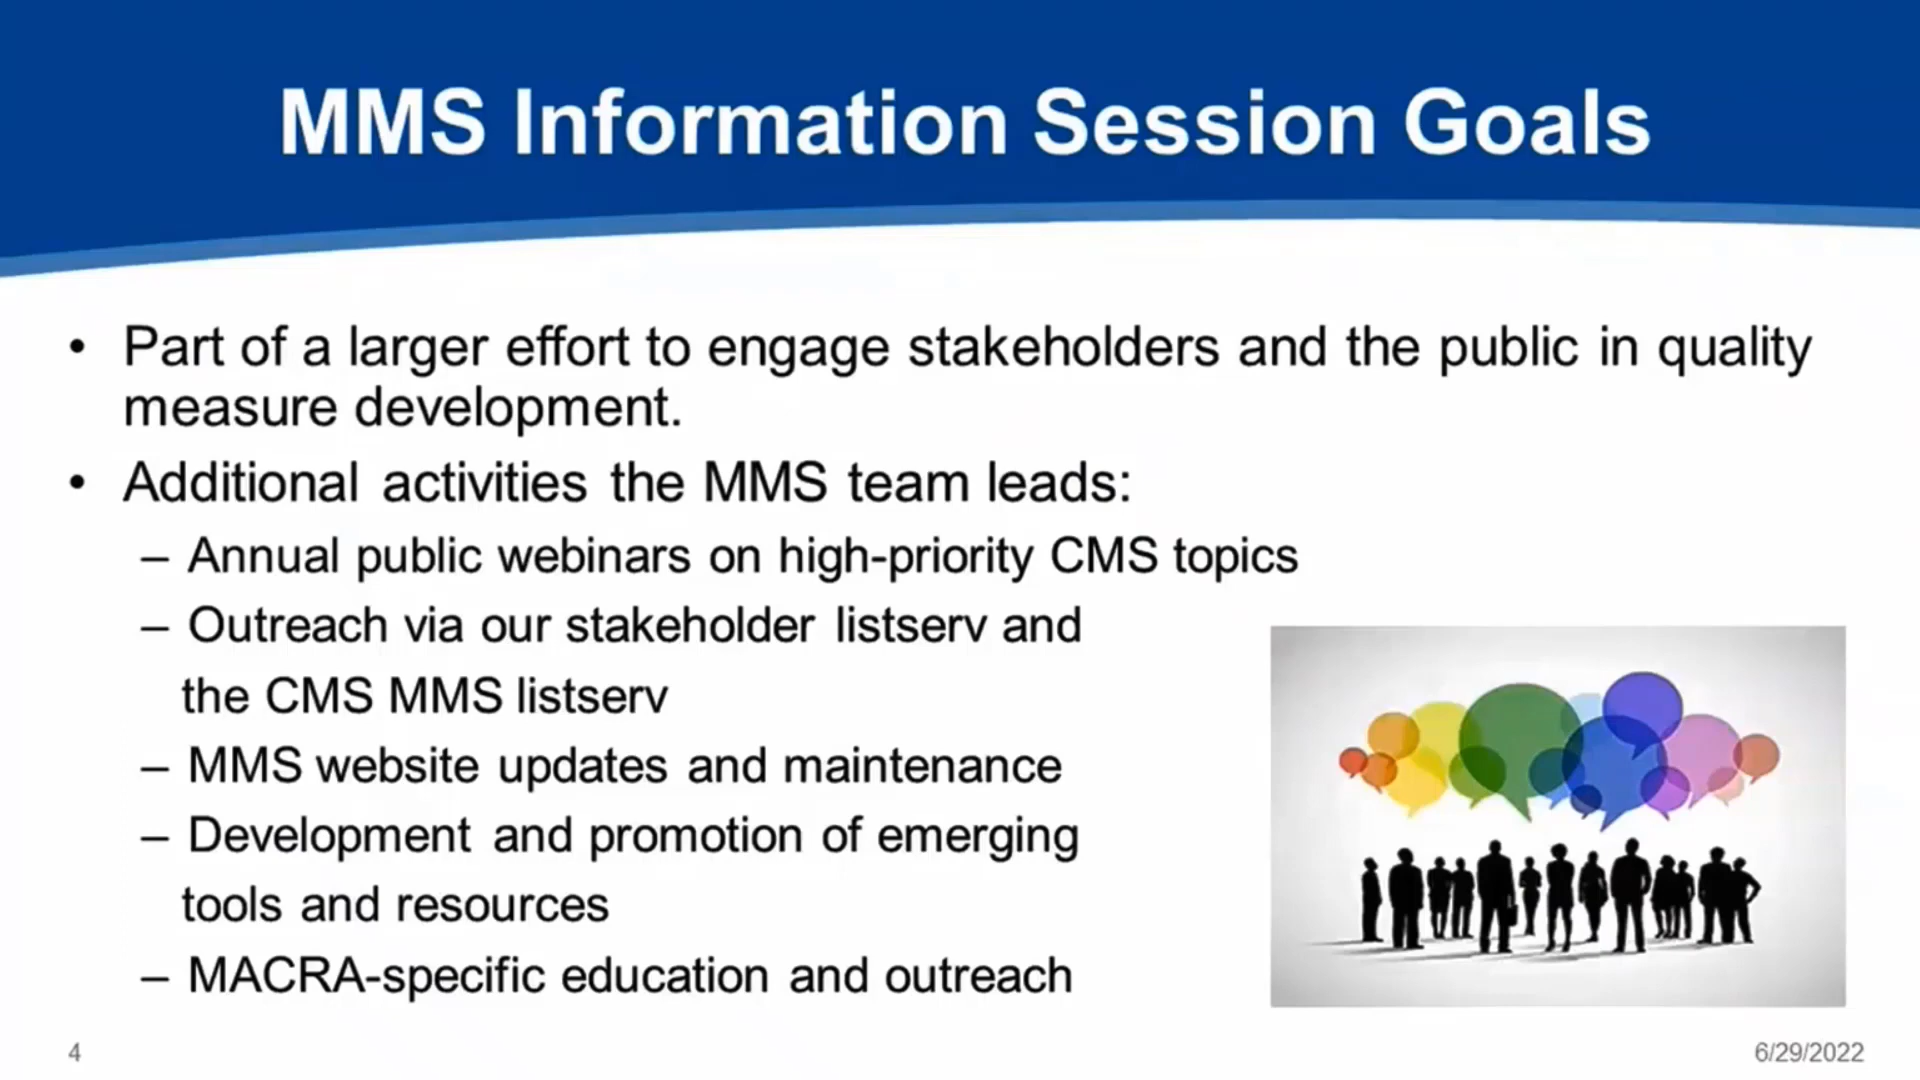 MMS Information Session Goals
• Part of a larger effort to engage stakeholders and the public in quality
measure development.
• Additional activities the MMS team leads:
– Annual public webinars on high-priority CMS topics
– Outreach via our stakeholder listserv and
the CMS MMS listserv
– MMS website updates and maintenance
– Development and promotion of emerging
tools and resources
– MACRA-specific education and outreach
4
6/29/2022